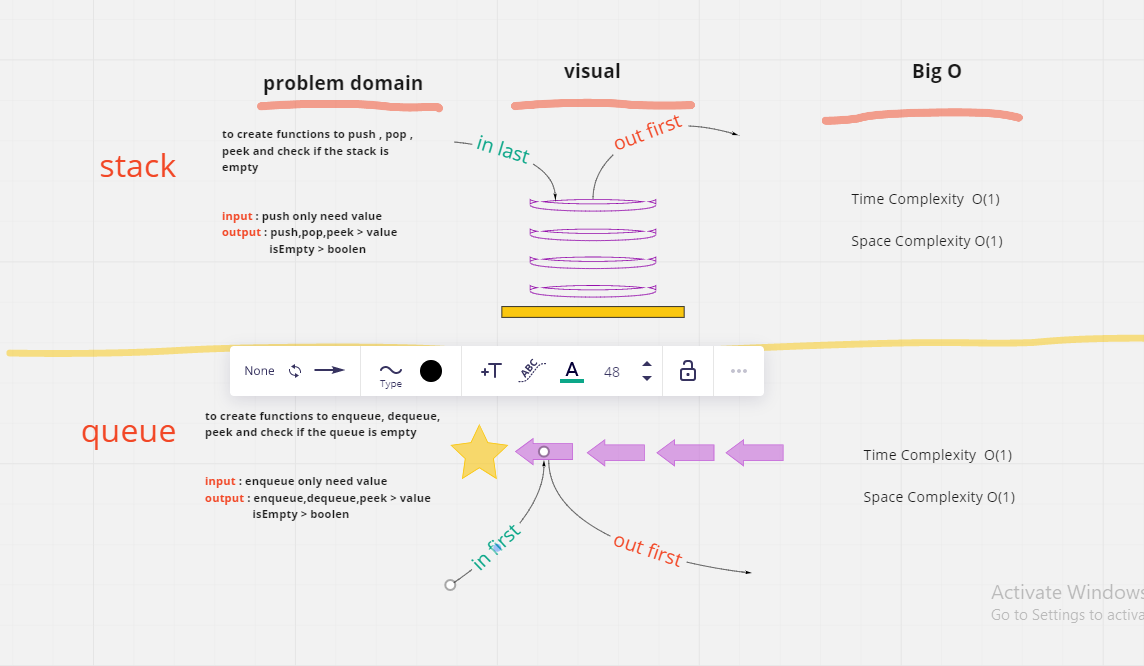 problem domain
visual
Big O
stack
to create functions to push , pop ,
peek and check if the stack is
empty
input : push only need value
output : push,pop,peek > value
isEmpty > boolen
in last
out first
Time Complexity O(1)
Space Complexity O(1)
None
Type
+T
ABC
A
48
queue
to create functions to enqueue, dequeue,
peek and check if the queue is empty
input : enqueue only need value
output : enqueue,dequeue,peek > value
isEmpty > boolen
in first
out first
Time Complexity O(1)
Space Complexity O(1)
Activate Windows
Go to Settings to activa